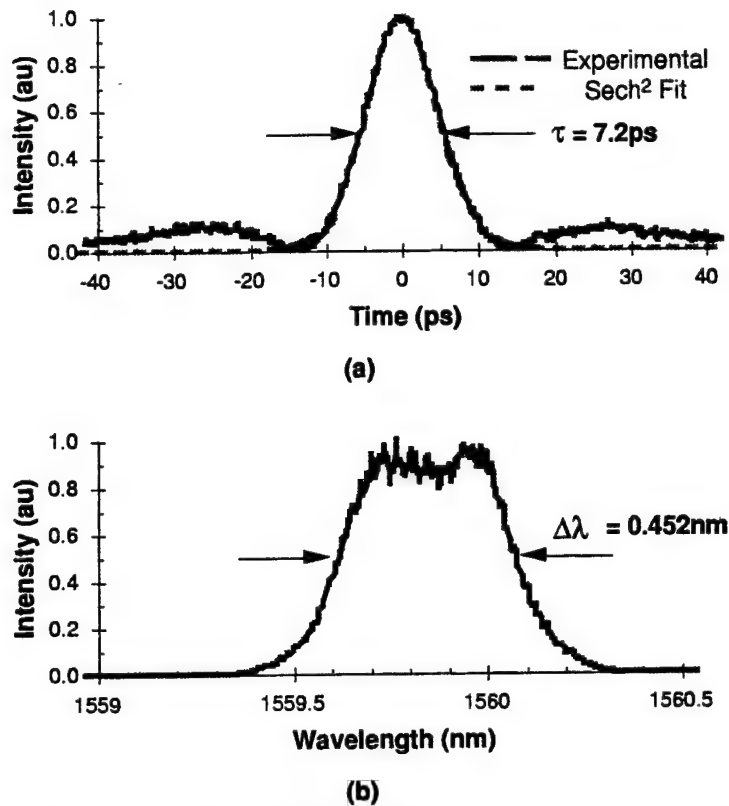 Intensity (au)
1.0
0.8
0.6
0.4
0.2
0.0
Experimental
Sech² Fit
τ = 7.2ps
-40 -30 -20 -10 0 10 20 30 40
Time (ps)
(a)
Intensity (au)
1.0
0.8
0.6
0.4
0.2
0.0
Δλ = 0.452nm
1559 1559.5 1560 1560.5
Wavelength (nm)
(b)